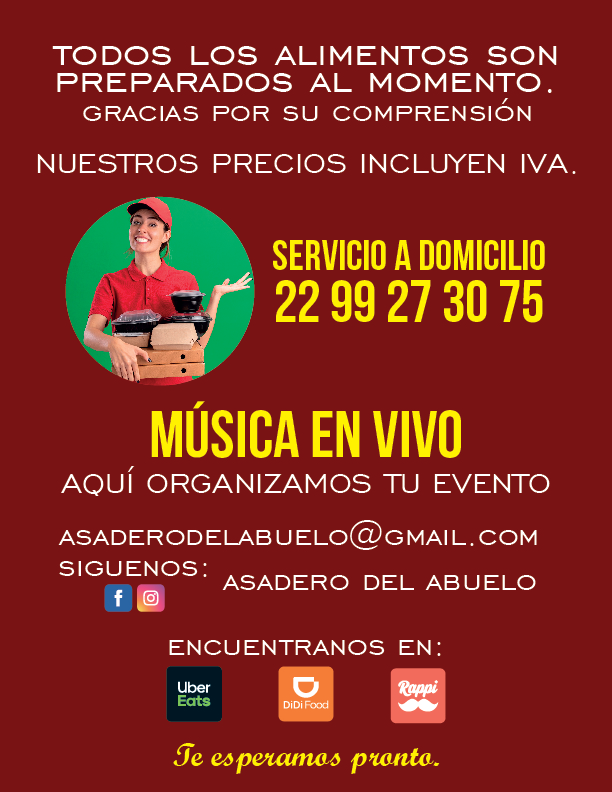 TODOS LOS ALIMENTOS SON
PREPARADOS AL MOMENTO.
GRACIAS POR SU COMPRENSIÓN
NUESTROS PRECIOS INCLUYEN IVA.
SERVICIO A DOMICILIO
22 99 27 30 75
MÚSICA EN VIVO
AQUÍ ORGANIZAMOS TU EVENTO
ASADERODELABUELO@GMAIL.COM
SIGUENOS:
ASADERO DEL ABUELO
ENCUENTRANOS EN:
Uber
Eats
DiDi Food
Rappi
Te esperamos pronto.